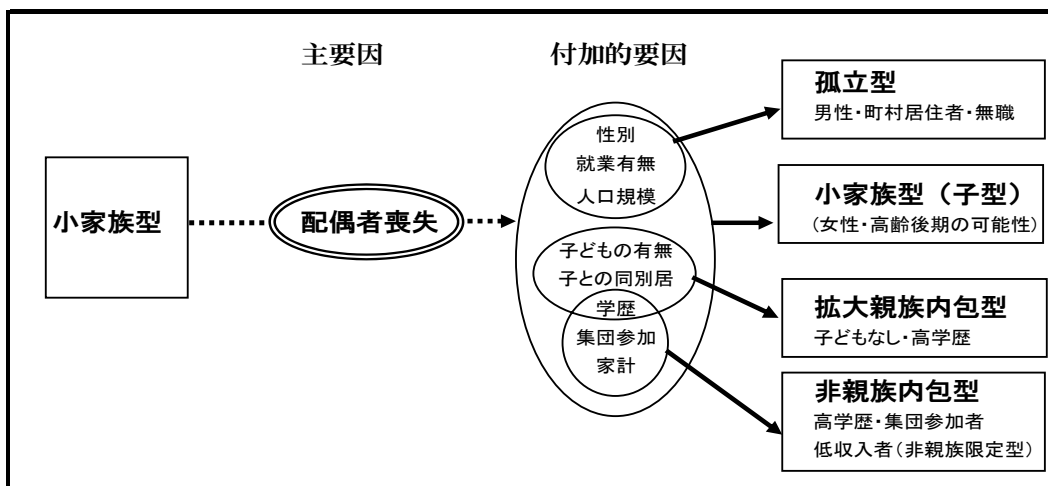 主要因
付加的要因
小家族型
配偶者喪失
性別
就業有無
人口規模
子どもの有無
子との同別居
学歴
集団参加
家計
孤立型
男性・町村居住者・無職
小家族型（子型）
(女性・高齢後期の可能性)
拡大親族内包型
子どもなし・高学歴
非親族内包型
高学歴・集団参加者
低収入者(非親族限定型)